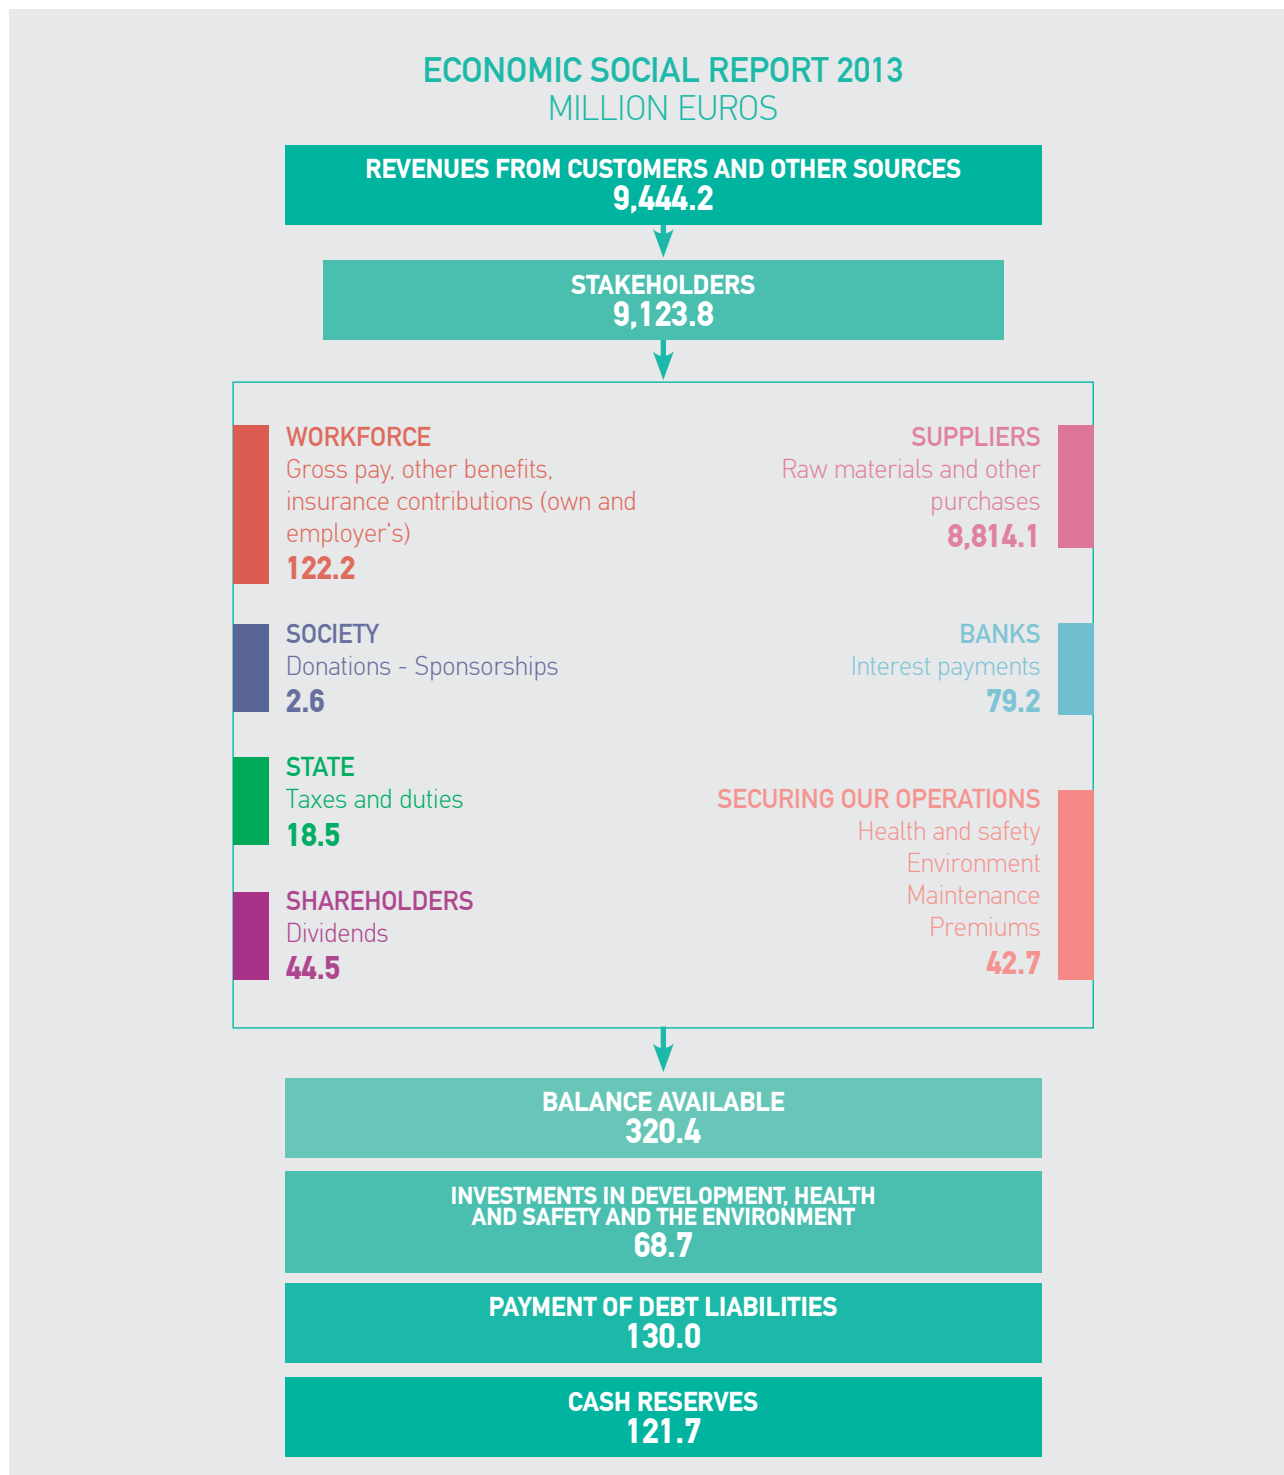 ECONOMIC SOCIAL REPORT 2013
MILLION EUROS
REVENUES FROM CUSTOMERS AND OTHER SOURCES
9,444.2
STAKEHOLDERS
9,123.8
WORKFORCE
Gross pay, other benefits,
insurance contributions (own and
employer's)
122.2
SOCIETY
Donations - Sponsorships
2.6
STATE
Taxes and duties
18.5
SHAREHOLDERS
Dividends
44.5
SUPPLIERS
Raw materials and other
purchases
8,814.1
BANKS
Interest payments
79.2
SECURING OUR OPERATIONS
Health and safety
Environment
Maintenance
Premiums
42.7
BALANCE AVAILABLE
320.4
INVESTMENTS IN DEVELOPMENT, HEALTH
AND SAFETY AND THE ENVIRONMENT
68.7
PAYMENT OF DEBT LIABILITIES
130.0
CASH RESERVES
121.7